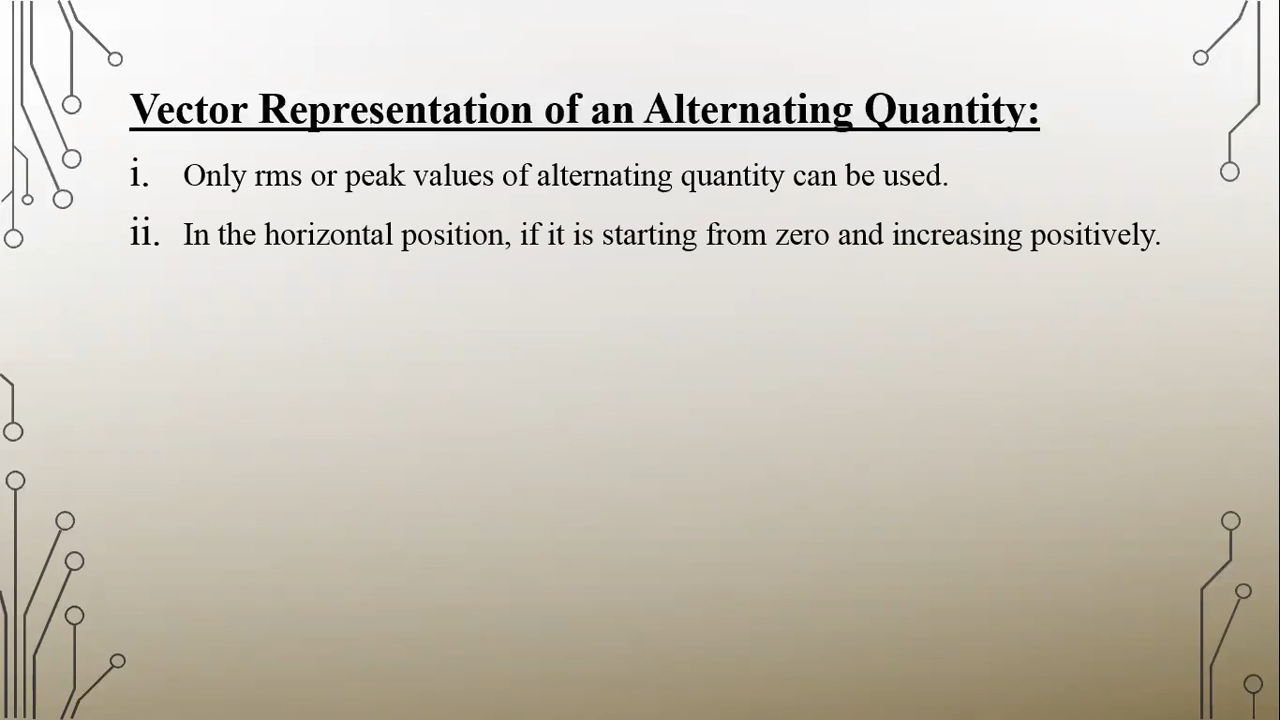 Vector Representation of an Alternating Quantity:
i. Only rms or peak values of alternating quantity can be used.
ii. In the horizontal position, if it is starting from zero and increasing positively.